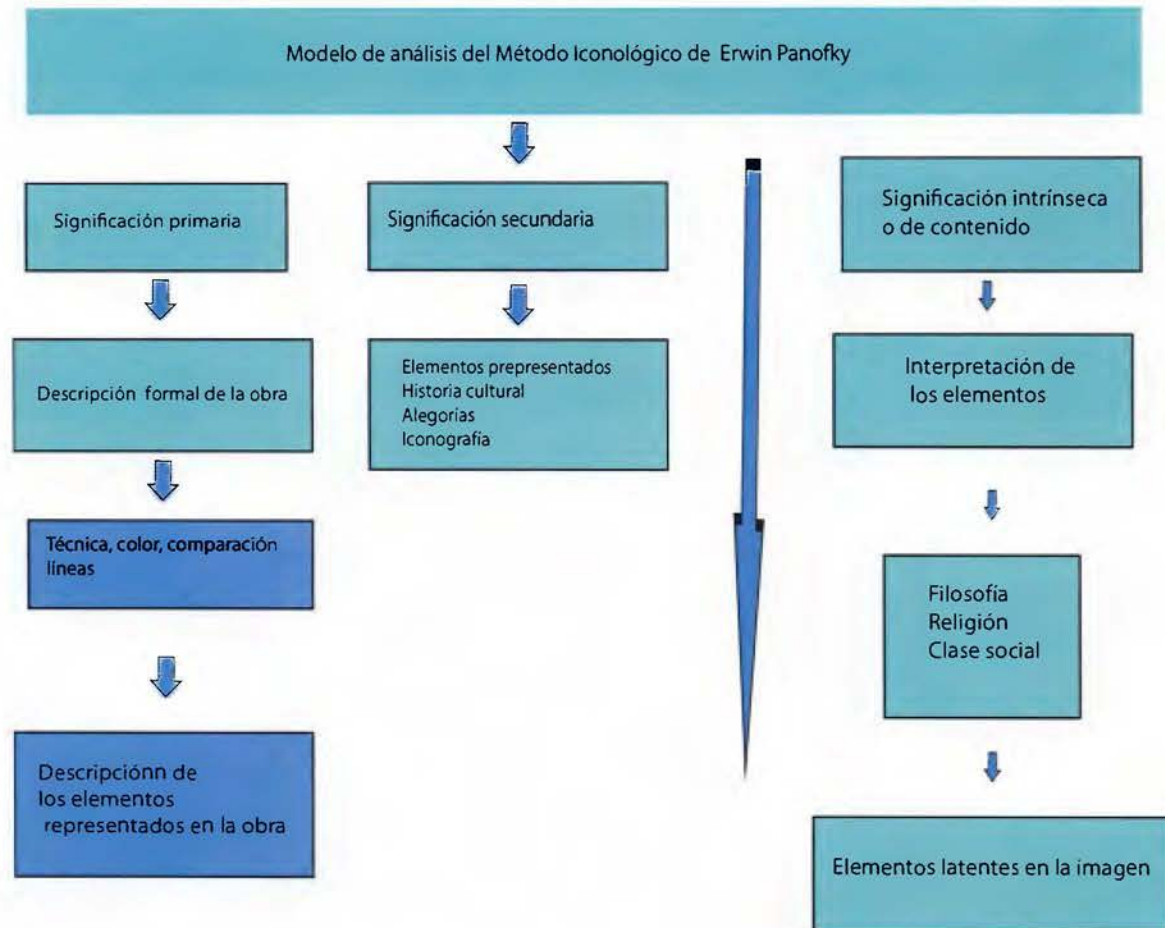 Modelo de análisis del Método Iconológico de Erwin Panofky
Significación primaria
Descripción formal de la obra
Técnica, color, comparación
líneas
Descripciónn de
los elementos
representados en la obra
Significación secundaria
Elementos prepresentados
Historia cultural
Alegorías
Iconografía
Significación intrínseca
o de contenido
Interpretación de
los elementos
Filosofía
Religión
Clase social
Elementos latentes en la imagen